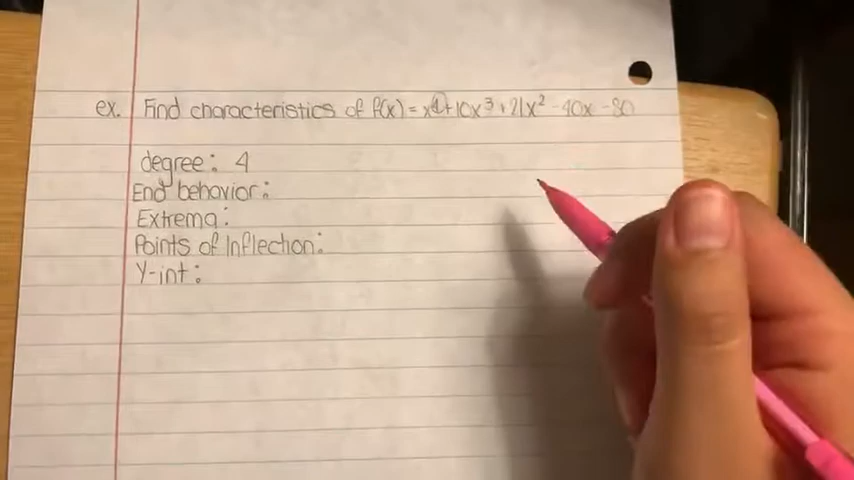 ex. Find characteristics of f(x) = x⁴+10x³+21x²-40x-80
degree: 4
End behavior:
Extrema:
Points of Inflection:
Y-int: